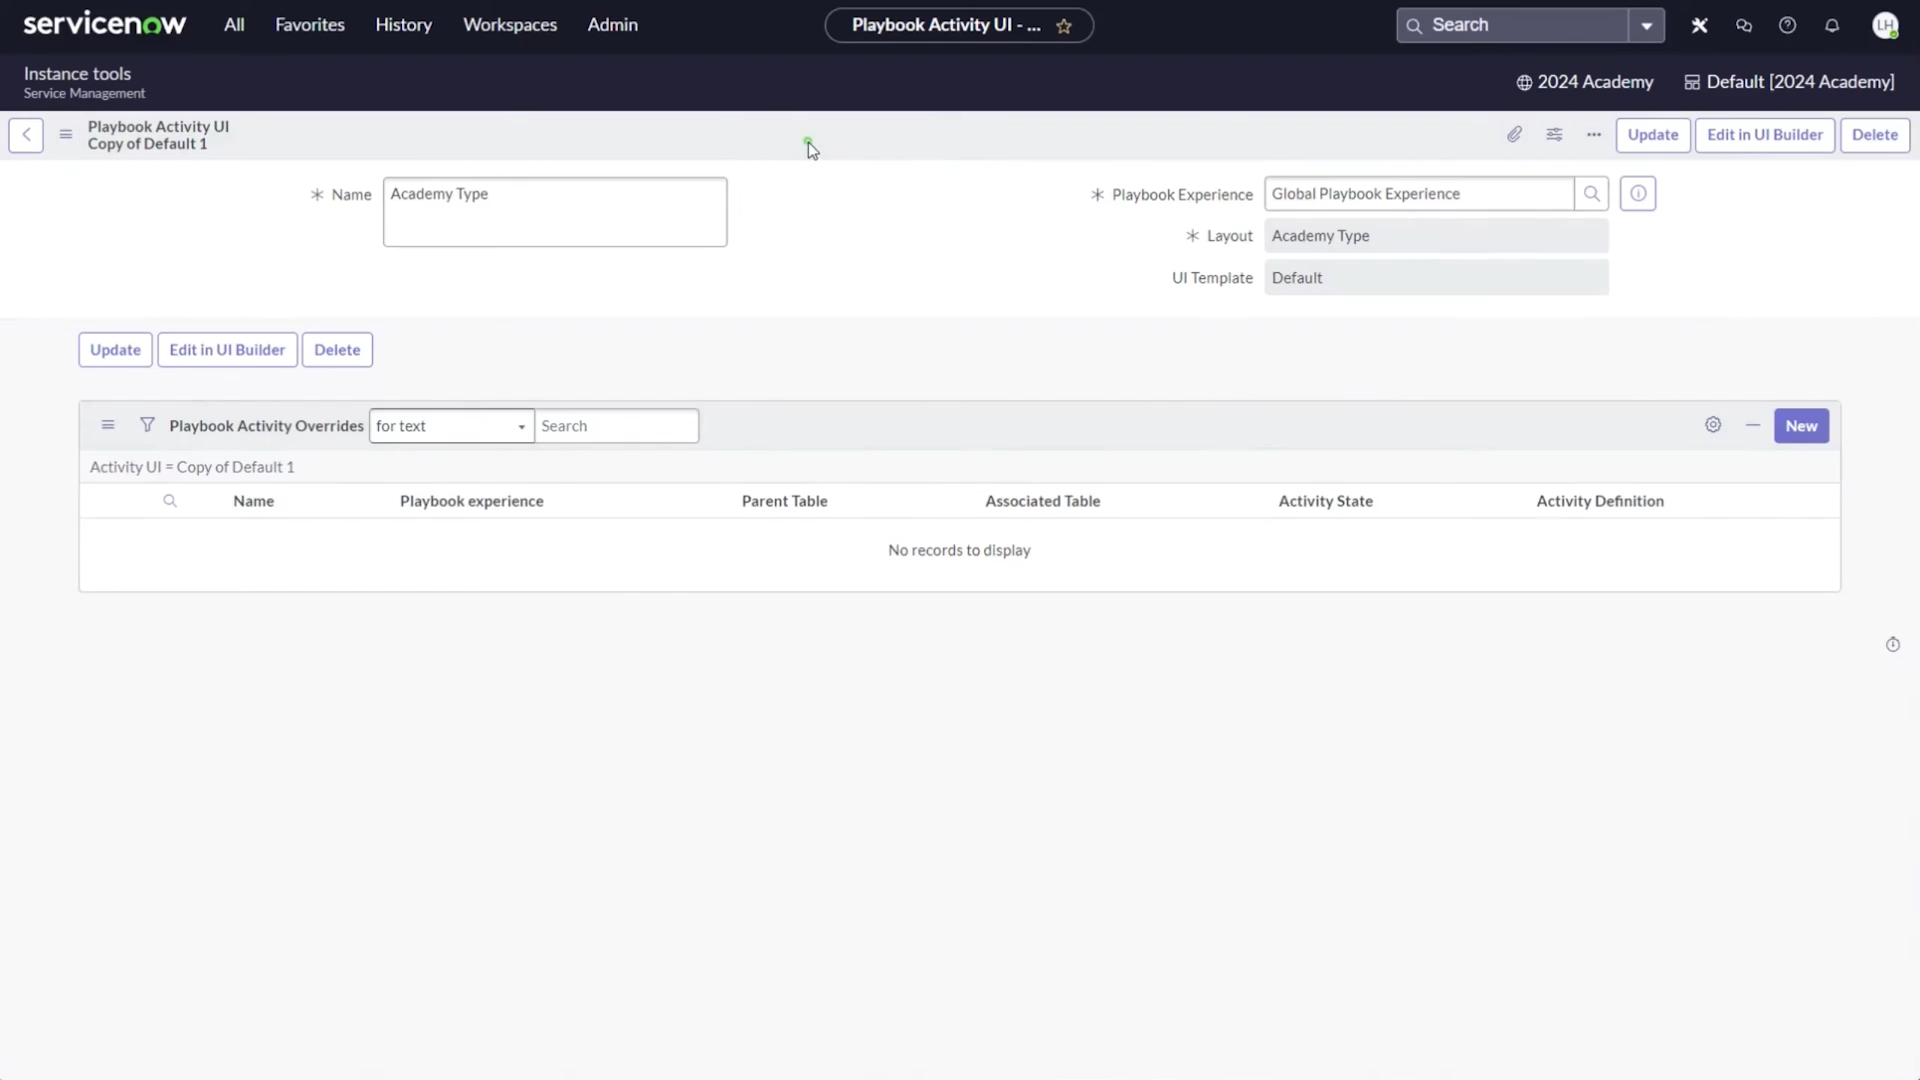 servicenow All Favorites History Workspaces Admin Playbook Activity UI - ... Search LH
Instance tools
Service Management
2024 Academy Default [2024 Academy]
Playbook Activity UI
Copy of Default 1
Update Edit in UI Builder Delete
Name Academy Type
Playbook Experience Global Playbook Experience
Layout Academy Type
UI Template Default
Update Edit in UI Builder Delete
Playbook Activity Overrides for text Search New
Activity UI = Copy of Default 1
Name Playbook experience Parent Table Associated Table Activity State Activity Definition
No records to display